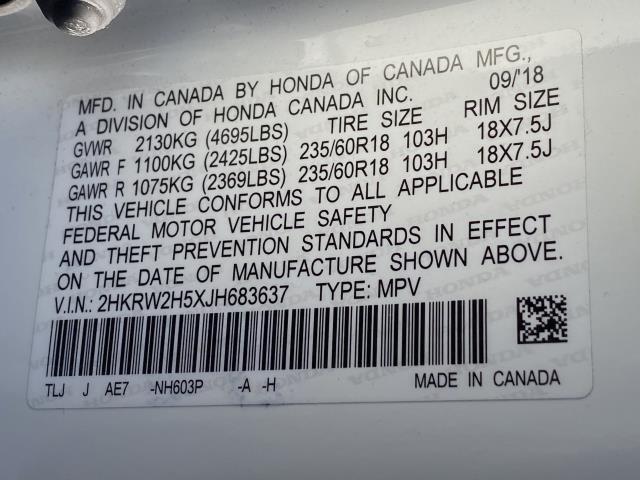 MFD. IN CANADA BY HONDA OF CANADA MFG., 09/'18
A DIVISION OF HONDA CANADA INC.
GVWR 2130KG (4695LBS) TIRE SIZE RIM SIZE
GAWR F 1100KG (2425LBS) 235/60R18 103H 18X7.5J
GAWR R 1075KG (2369LBS) 235/60R18 103H 18X7.5J
THIS VEHICLE CONFORMS TO ALL APPLICABLE
FEDERAL MOTOR VEHICLE SAFETY
AND THEFT PREVENTION STANDARDS IN EFFECT
ON THE DATE OF MANUFACTURE SHOWN ABOVE.
V.I.N.: 2HKRW2H5XJH683637 TYPE: MPV
TLJ J AE7 -NH603P -A -H MADE IN CANADA